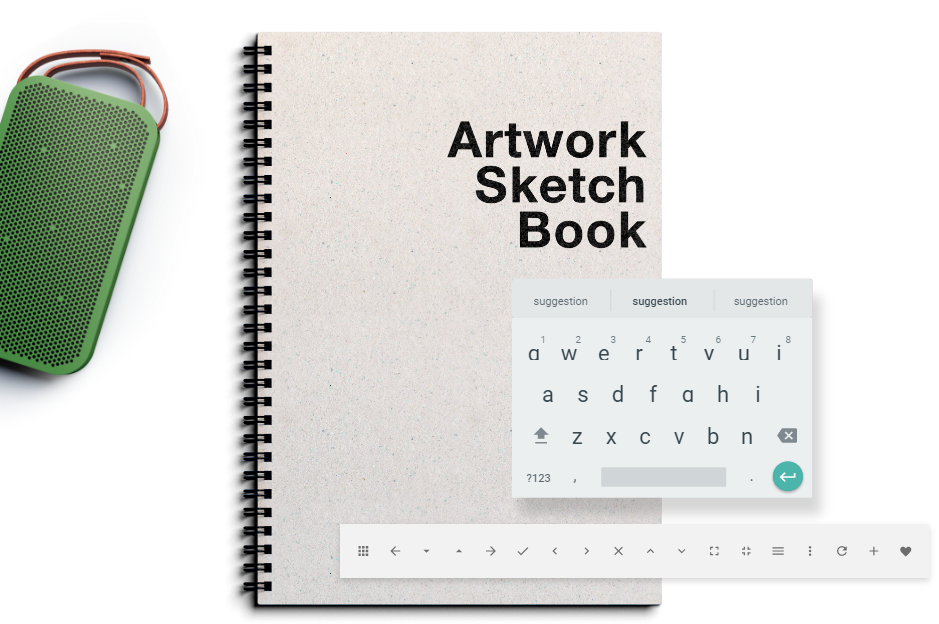 Artwork
Sketch
Book
suggestion suggestion suggestion
1 2 3 4 5 6 7 8
q w e r t y u i
a s d f g h j
z x c v b n
?123 , .